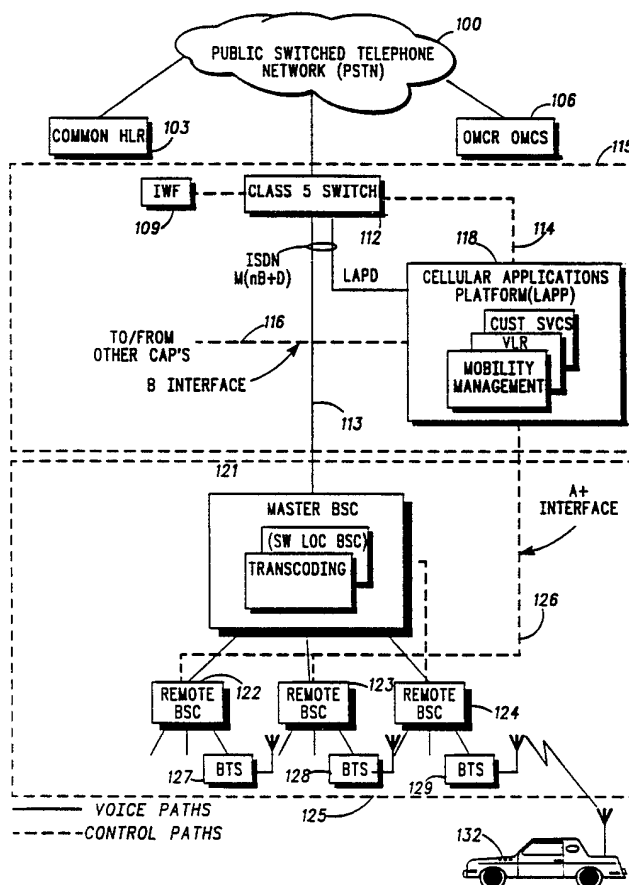 100
PUBLIC SWITCHED TELEPHONE
NETWORK (PSTN)
COMMON HLR
103
106
OMCR OMCS
115
IWF
109
CLASS 5 SWITCH
112
114
118
ISDN
M(nB+D)
LAPD
CELLULAR APPLICATIONS
PLATFORM(LAPP)
CUST SVCS
VLR
MOBILITY
MANAGEMENT
116
TO/FROM
OTHER CAP'S
B INTERFACE
113
121
MASTER BSC
(SW LOC BSC)
TRANSCODING
A+
INTERFACE
126
REMOTE
BSC
122
REMOTE
BSC
123
REMOTE
BSC
124
127
BTS
128
BTS
129
BTS
VOICE PATHS
CONTROL PATHS
125
132